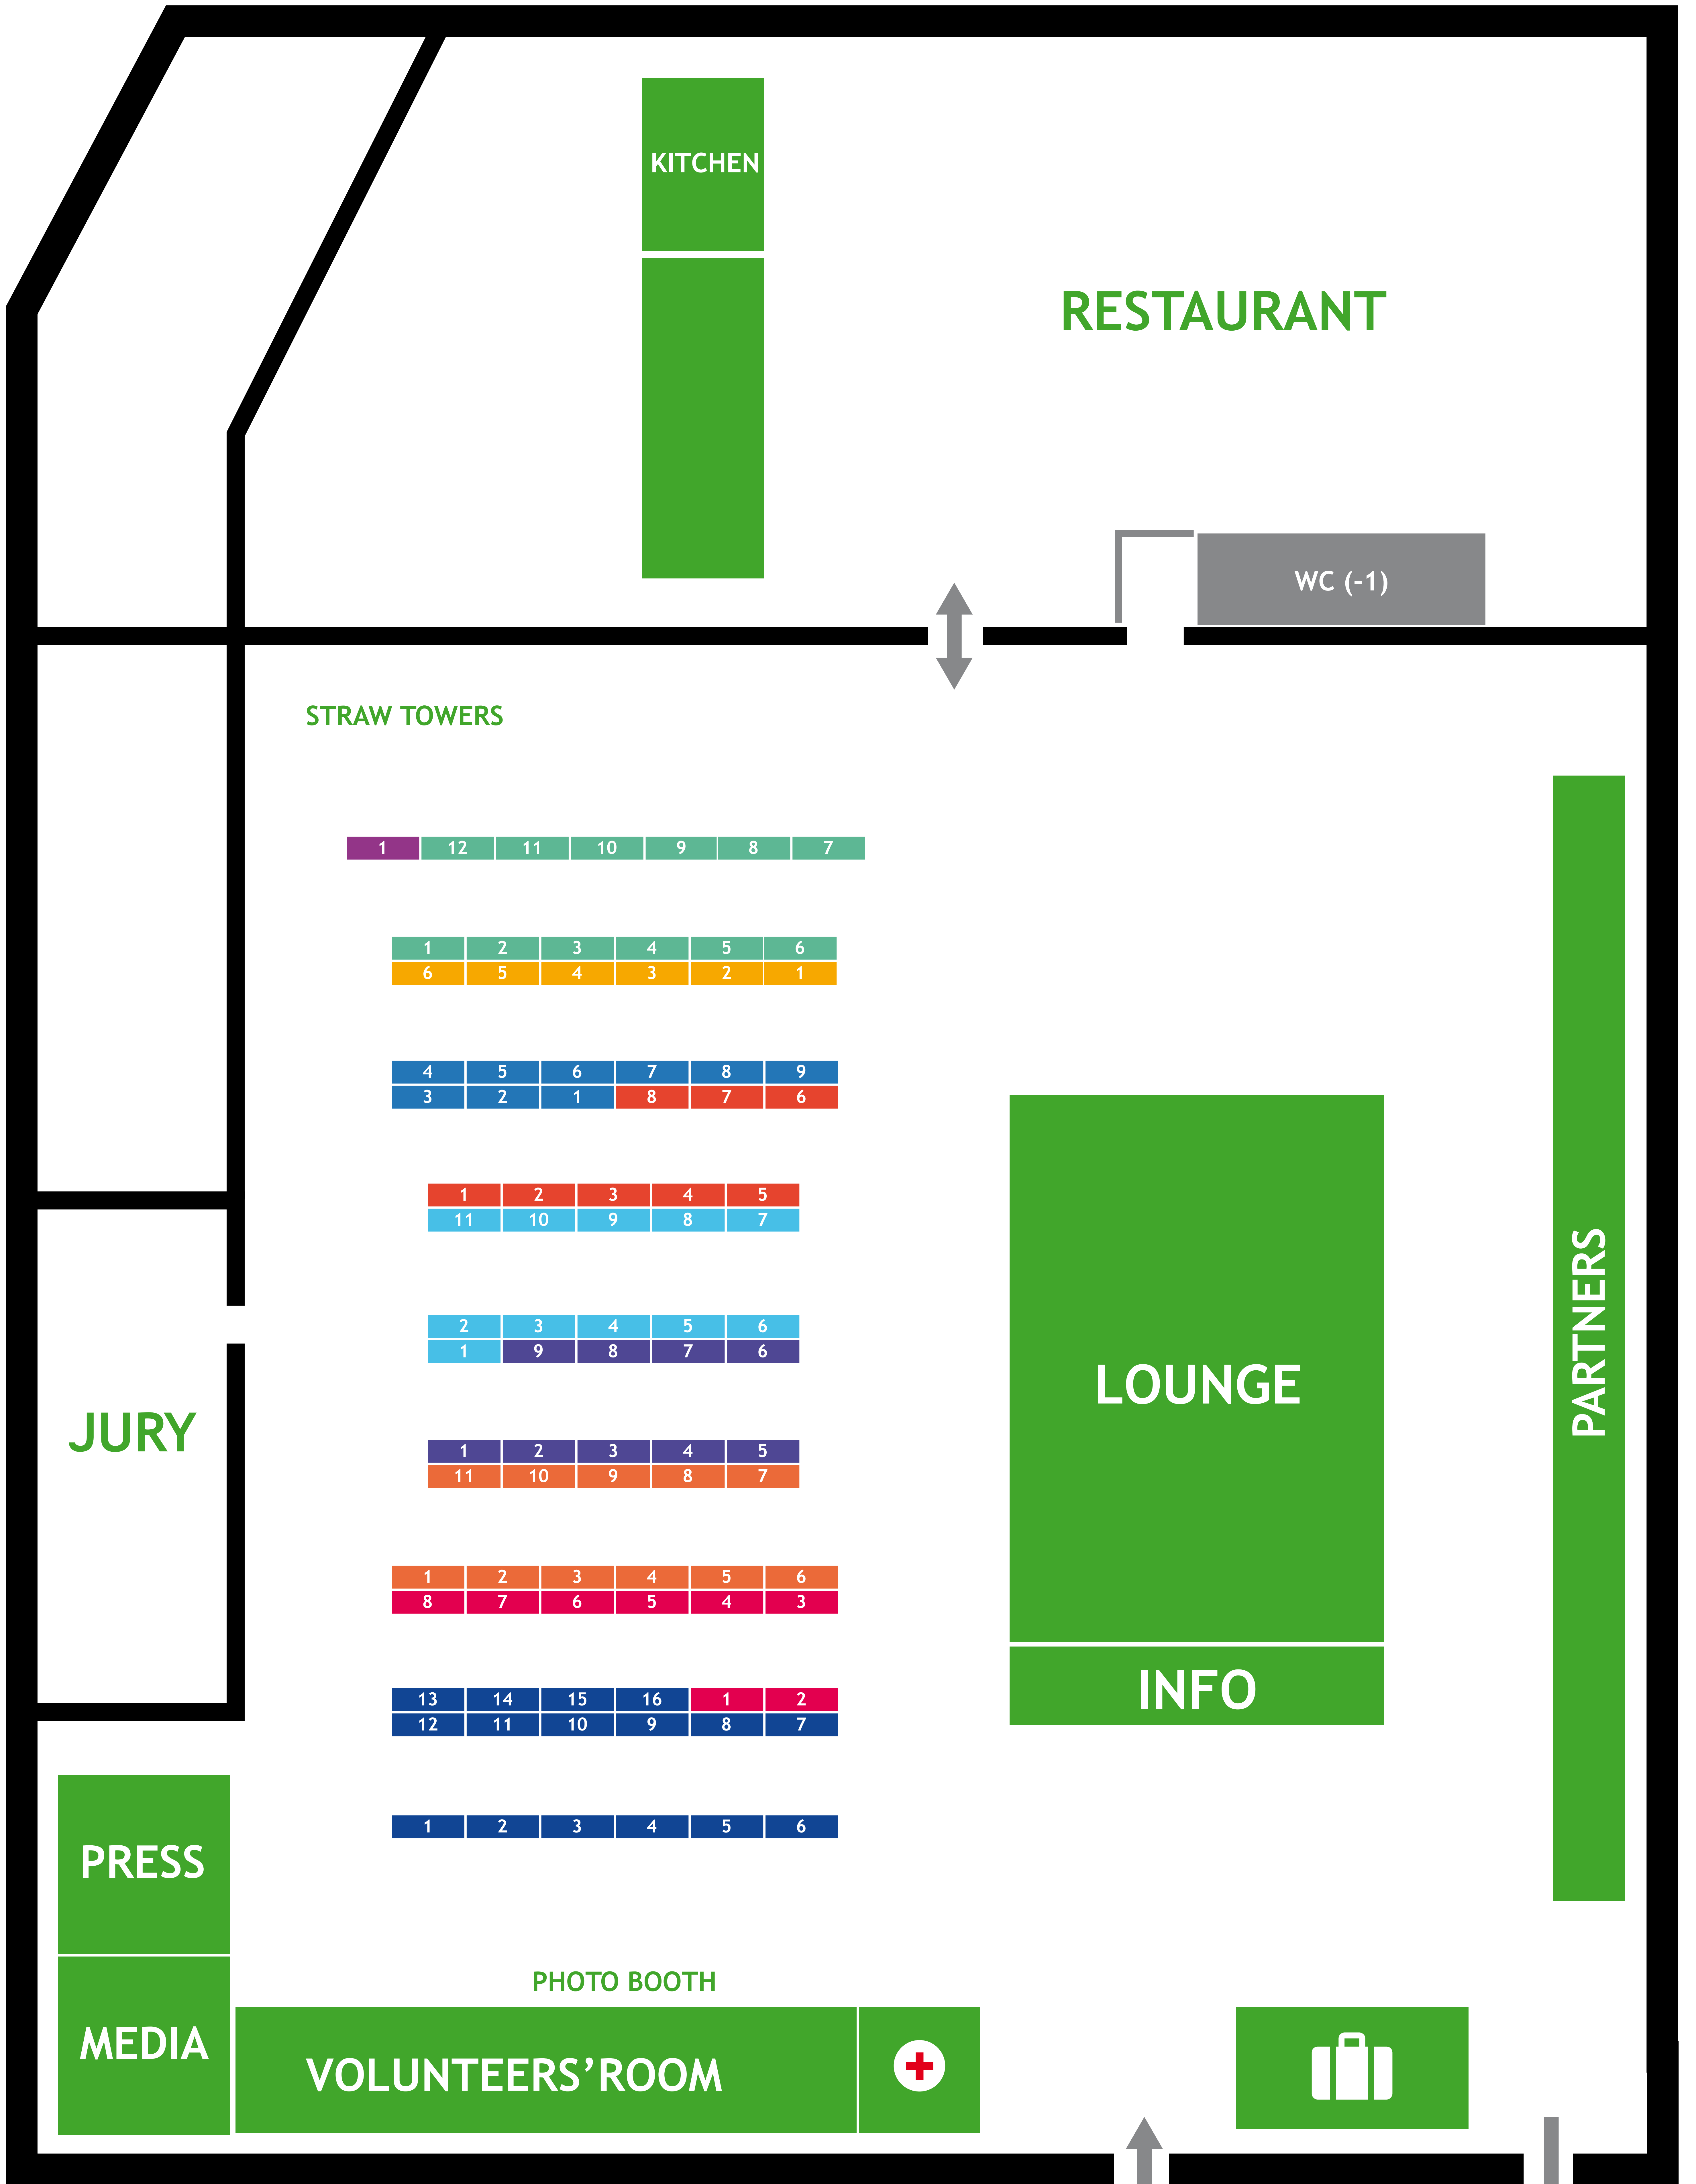 KITCHEN
RESTAURANT
WC (-1)
STRAW TOWERS
1 12 11 10 9 8 7
1 2 3 4 5 6
6 5 4 3 2 1
4 5 6 7 8 9
3 2 1 8 7 6
1 2 3 4 5
11 10 9 8 7
2 3 4 5 6
1 9 8 7 6
LOUNGE
PARTNERS
JURY
1 2 3 4 5
11 10 9 8 7
1 2 3 4 5 6
8 7 6 5 4 3
INFO
13 14 15 16 1 2
12 11 10 9 8 7
1 2 3 4 5 6
PRESS
PHOTO BOOTH
MEDIA
VOLUNTEERS’ROOM